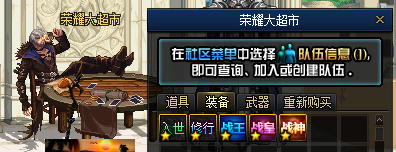 荣耀大超市
荣耀大超市
在社区菜单中选择队伍信息(I),
即可查询、加入或创建队伍.
道具 装备 武器 重新购买
入世 修行 战王 战皇 战神